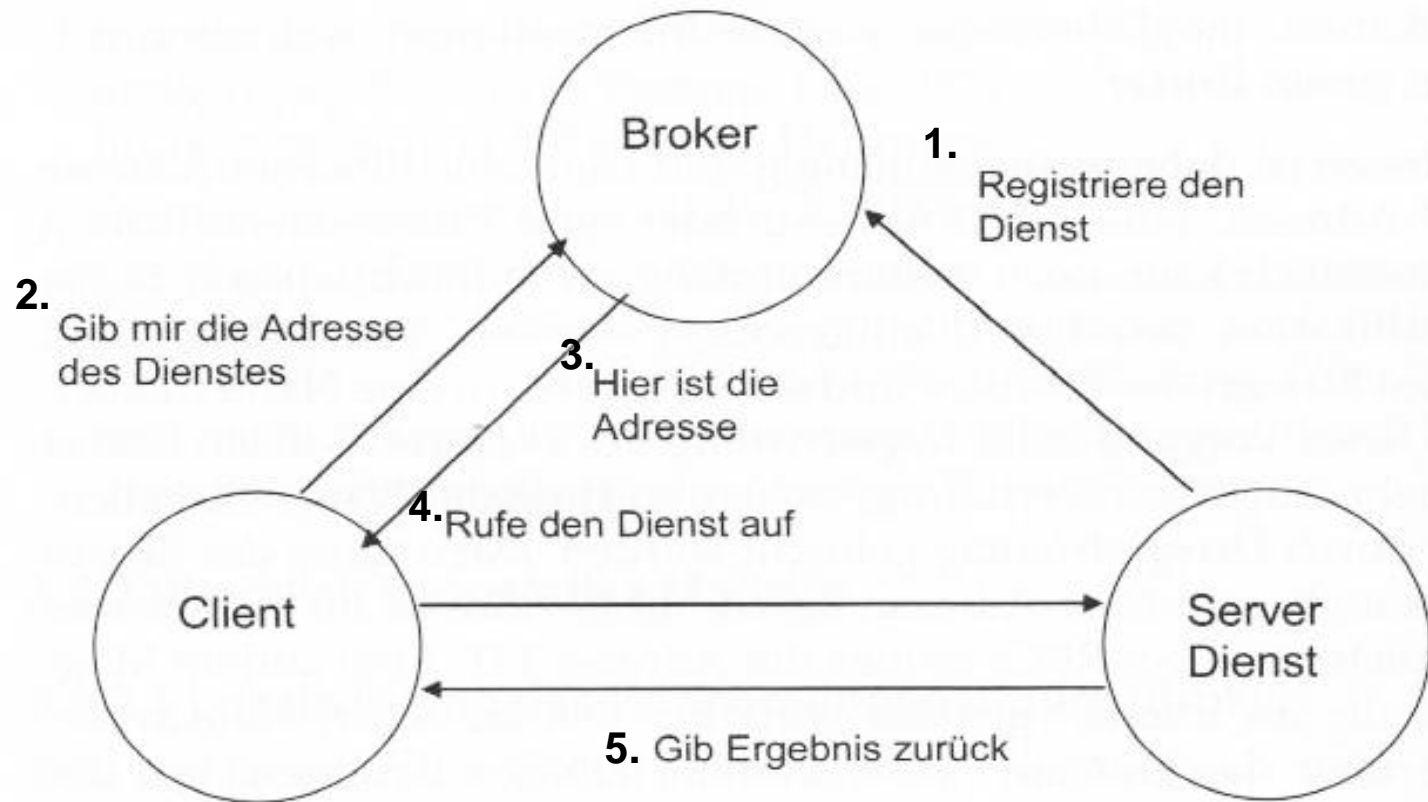 Broker
1.
Registriere den
Dienst
2.
Gib mir die Adresse
des Dienstes
3.
Hier ist die
Adresse
4. Rufe den Dienst auf
Client
Server
Dienst
5. Gib Ergebnis zurück